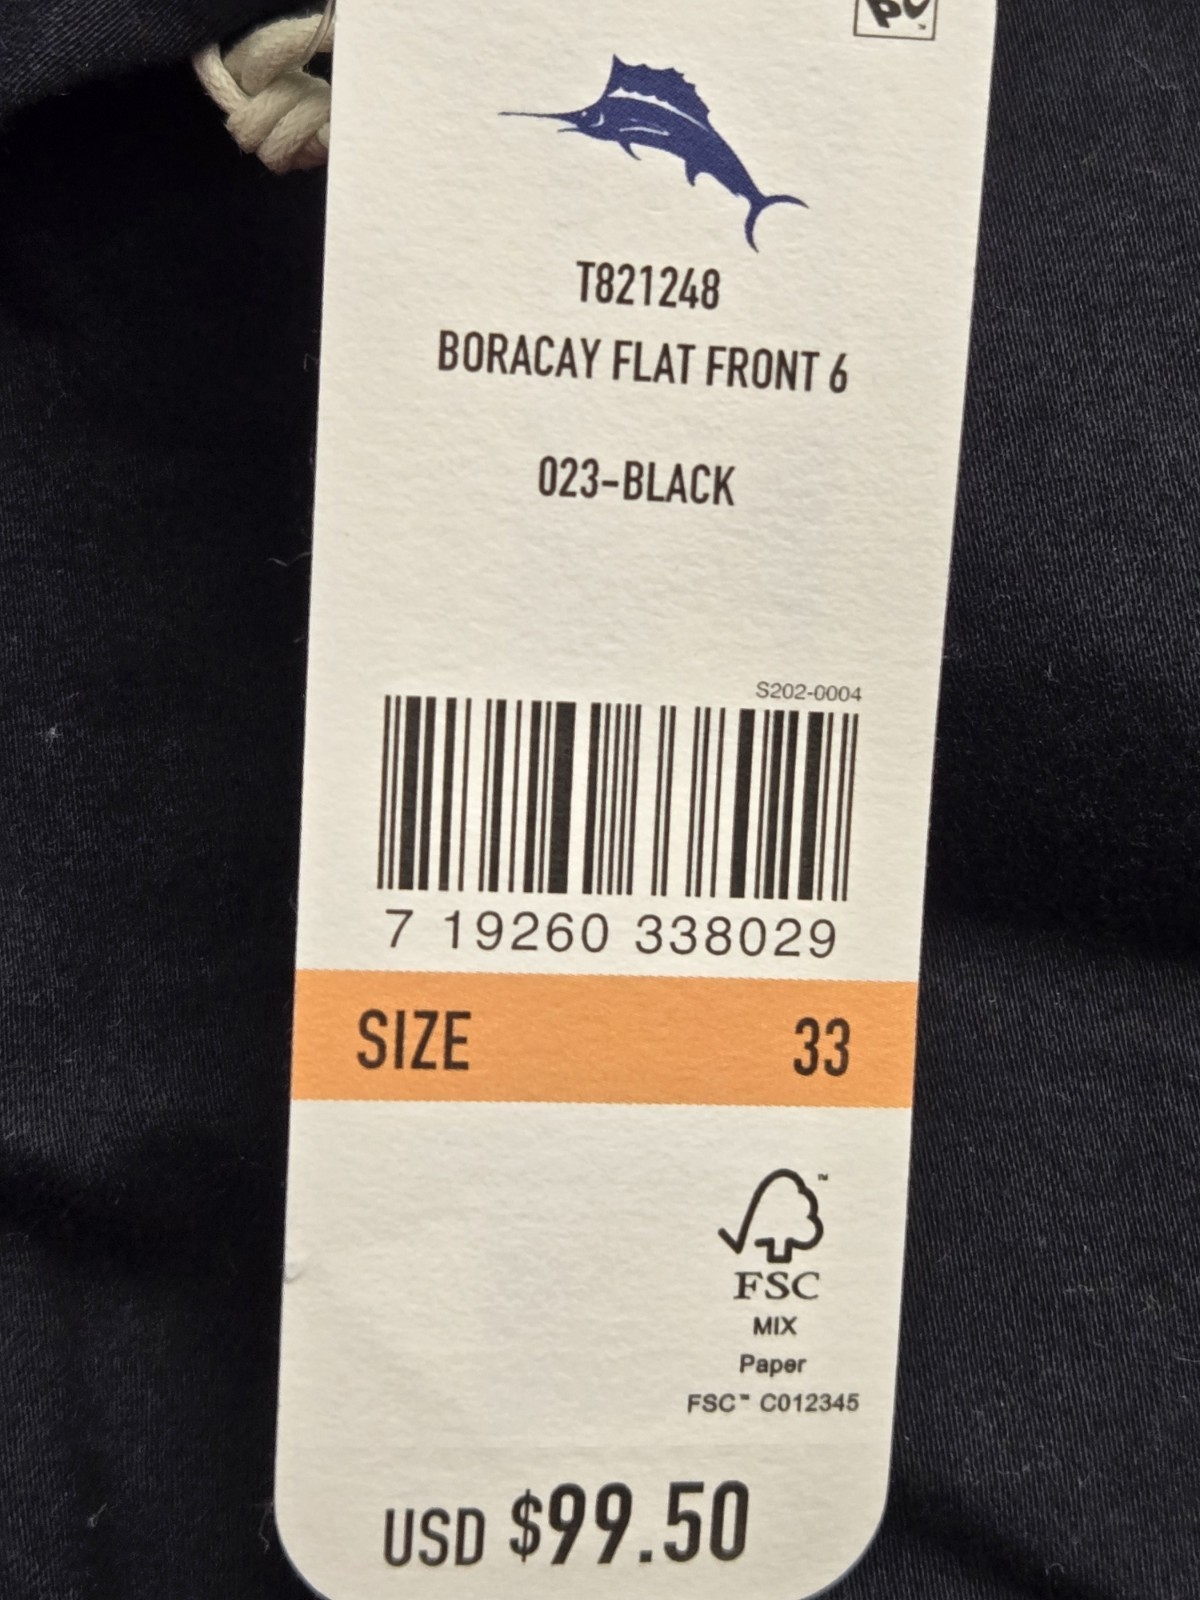 T821248
BORACAY FLAT FRONT 6
023-BLACK
S202-0004
7 19260 338029
SIZE 33
™
FSC
MIX
Paper
FSC™ C012345
USD $99.50